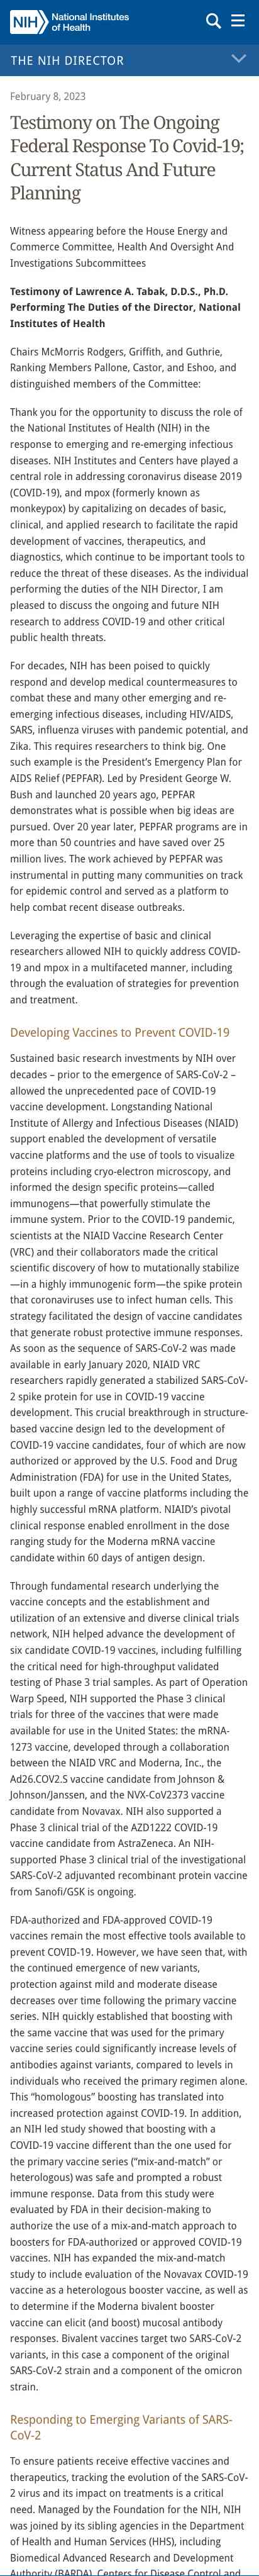 NIH National Institutes
of Health
THE NIH DIRECTOR
February 8, 2023
Testimony on The Ongoing
Federal Response To Covid-19;
Current Status And Future
Planning
Witness appearing before the House Energy and
Commerce Committee, Health And Oversight And
Investigations Subcommittees
Testimony of Lawrence A. Tabak, D.D.S., Ph.D.
Performing The Duties of the Director, National
Institutes of Health
Chairs McMorris Rodgers, Griffith, and Guthrie,
Ranking Members Pallone, Castor, and Eshoo, and
distinguished members of the Committee:
Thank you for the opportunity to discuss the role of
the National Institutes of Health (NIH) in the
response to emerging and re-emerging infectious
diseases. NIH Institutes and Centers have played a
central role in addressing coronavirus disease 2019
(COVID-19), and mpox (formerly known as
monkeypox) by capitalizing on decades of basic,
clinical, and applied research to facilitate the rapid
development of vaccines, therapeutics, and
diagnostics, which continue to be important tools to
reduce the threat of these diseases. As the individual
performing the duties of the NIH Director, I am
pleased to discuss the ongoing and future NIH
research to address COVID-19 and other critical
public health threats.
For decades, NIH has been poised to quickly
respond and develop medical countermeasures to
combat these and many other emerging and re-
emerging infectious diseases, including HIV/AIDS,
SARS, influenza viruses with pandemic potential, and
Zika. This requires researchers to think big. One
such example is the President’s Emergency Plan for
AIDS Relief (PEPFAR). Led by President George W.
Bush and launched 20 years ago, PEPFAR
demonstrates what is possible when big ideas are
pursued. Over 20 year later, PEPFAR programs are in
more than 50 countries and have saved over 25
million lives. The work achieved by PEPFAR was
instrumental in putting many communities on track
for epidemic control and served as a platform to
help combat recent disease outbreaks.
Leveraging the expertise of basic and clinical
researchers allowed NIH to quickly address COVID-
19 and mpox in a multifaceted manner, including
through the evaluation of strategies for prevention
and treatment.
Developing Vaccines to Prevent COVID-19
Sustained basic research investments by NIH over
decades – prior to the emergence of SARS-CoV-2 –
allowed the unprecedented pace of COVID-19
vaccine development. Longstanding National
Institute of Allergy and Infectious Diseases (NIAID)
support enabled the development of versatile
vaccine platforms and the use of tools to visualize
proteins including cryo-electron microscopy, and
informed the design specific proteins—called
immunogens—that powerfully stimulate the
immune system. Prior to the COVID-19 pandemic,
scientists at the NIAID Vaccine Research Center
(VRC) and their collaborators made the critical
scientific discovery of how to mutationally stabilize
—in a highly immunogenic form—the spike protein
that coronaviruses use to infect human cells. This
strategy facilitated the design of vaccine candidates
that generate robust protective immune responses.
As soon as the sequence of SARS-CoV-2 was made
available in early January 2020, NIAID VRC
researchers rapidly generated a stabilized SARS-CoV-
2 spike protein for use in COVID-19 vaccine
development. This crucial breakthrough in structure-
based vaccine design led to the development of
COVID-19 vaccine candidates, four of which are now
authorized or approved by the U.S. Food and Drug
Administration (FDA) for use in the United States,
built upon a range of vaccine platforms including the
highly successful mRNA platform. NIAID’s pivotal
clinical response enabled enrollment in the dose
ranging study for the Moderna mRNA vaccine
candidate within 60 days of antigen design.
Through fundamental research underlying the
vaccine concepts and the establishment and
utilization of an extensive and diverse clinical trials
network, NIH helped advance the development of
six candidate COVID-19 vaccines, including fulfilling
the critical need for high-throughput validated
testing of Phase 3 trial samples. As part of Operation
Warp Speed, NIH supported the Phase 3 clinical
trials for three of the vaccines that were made
available for use in the United States: the mRNA-
1273 vaccine, developed through a collaboration
between the NIAID VRC and Moderna, Inc., the
Ad26.COV2.S vaccine candidate from Johnson &
Johnson/Janssen, and the NVX-CoV2373 vaccine
candidate from Novavax. NIH also supported a
Phase 3 clinical trial of the AZD1222 COVID-19
vaccine candidate from AstraZeneca. An NIH-
supported Phase 3 clinical trial of the investigational
SARS-CoV-2 adjuvanted recombinant protein vaccine
from Sanofi/GSK is ongoing.
FDA-authorized and FDA-approved COVID-19
vaccines remain the most effective tools available to
prevent COVID-19. However, we have seen that, with
the continued emergence of new variants,
protection against mild and moderate disease
decreases over time following the primary vaccine
series. NIH quickly established that boosting with
the same vaccine that was used for the primary
vaccine series could significantly increase levels of
antibodies against variants, compared to levels in
individuals who received the primary regimen alone.
This “homologous” boosting has translated into
increased protection against COVID-19. In addition,
an NIH led study showed that boosting with a
COVID-19 vaccine different than the one used for
the primary vaccine series (“mix-and-match” or
heterologous) was safe and prompted a robust
immune response. Data from this study were
evaluated by FDA in their decision-making to
authorize the use of a mix-and-match approach to
boosters for FDA-authorized or approved COVID-19
vaccines. NIH has expanded the mix-and-match
study to include evaluation of the Novavax COVID-19
vaccine as a heterologous booster vaccine, as well as
to determine if the Moderna bivalent booster
vaccine can elicit (and boost) mucosal antibody
responses. Bivalent vaccines target two SARS-CoV-2
variants, in this case a component of the original
SARS-CoV-2 strain and a component of the omicron
strain.
Responding to Emerging Variants of SARS-
CoV-2
To ensure patients receive effective vaccines and
therapeutics, tracking the evolution of the SARS-CoV-
2 virus and its impact on treatments is a critical
need. Managed by the Foundation for the NIH, NIH
was joined by its sibling agencies in the Department
of Health and Human Services (HHS), including
Biomedical Advanced Research and Development
Authority (BARDA), Centers for Disease Control and